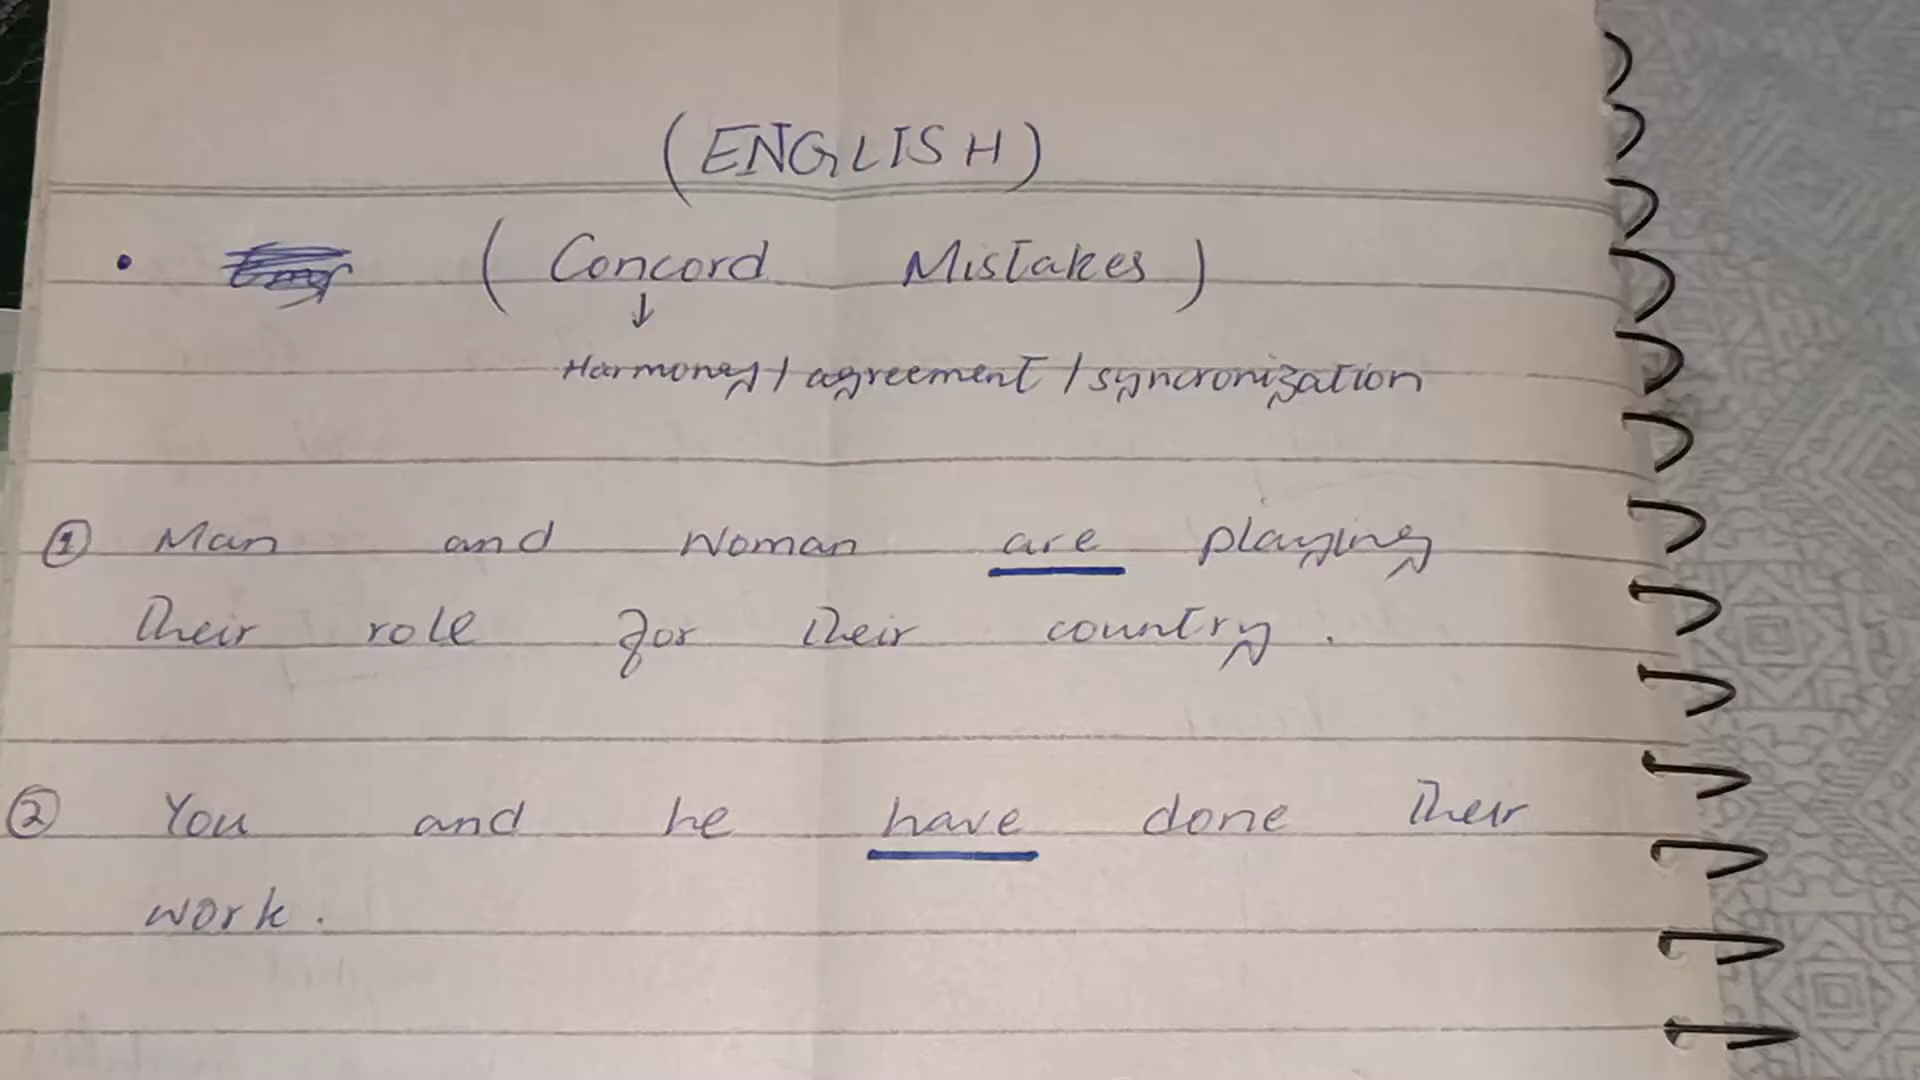 (ENGLISH)
• (Concord Mistakes)
↓
Harmoney / agreement / syncronization
① Man and Woman are playing
their role for their country.
② You and he have done their
work.